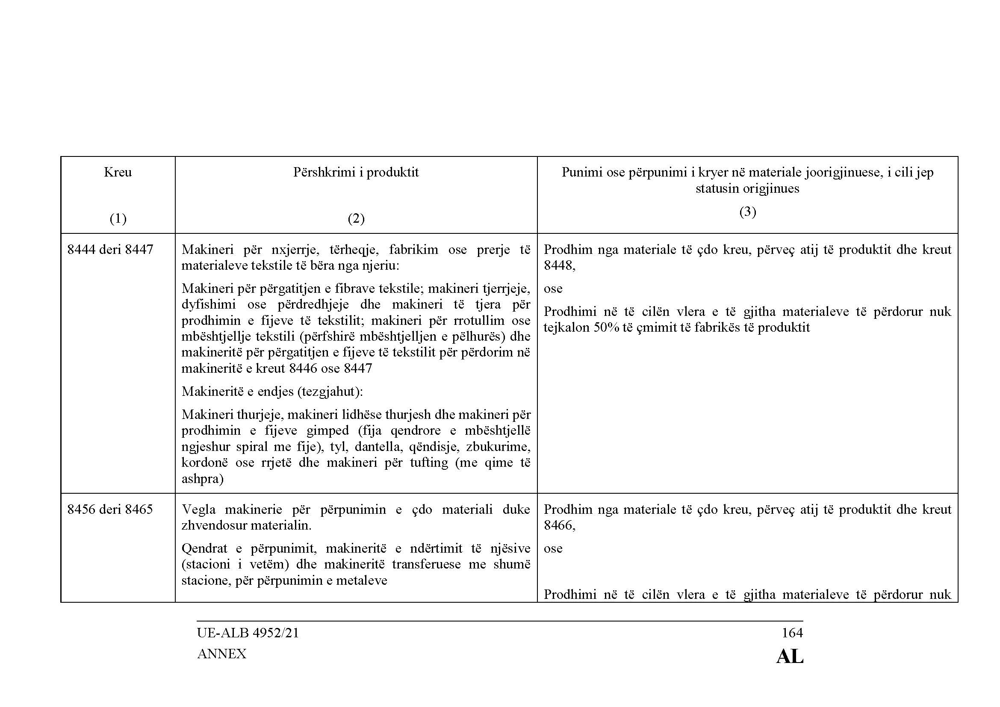 Kreu
(1)
Përshkrimi i produktit
(2)
Punimi ose përpunimi i kryer në materiale joorigjinuese, i cili jep
statusin origjinues
(3)
8444 deri 8447
Makineri për nxjerrje, tërheqje, fabrikim ose prerje të
materialeve tekstile të bëra nga njeriu:
Makineri për përgatitjen e fibrave tekstile; makineri tjerrjeje,
dyfishimi ose përdredhjeje dhe makineri të tjera për
prodhimin e fijeve të tekstilit; makineri për rrotullim ose
mbështjellje tekstili (përfshirë mbështjelljen e pëlhurës) dhe
makineritë për përgatitjen e fijeve të tekstilit për përdorim në
makineritë e kreut 8446 ose 8447
Makineritë e endjes (tezgjahut):
Makineri thurjeje, makineri lidhëse thurjesh dhe makineri për
prodhimin e fijeve gimped (fija qendrore e mbështjellë
ngjeshur spiral me fije), tyl, dantella, qëndisje, zbukurime,
kordonë ose rrjetë dhe makineri për tufting (me qime të
ashpra)
Prodhim nga materiale të çdo kreu, përveç atij të produktit dhe kreut
8448,
ose
Prodhimi në të cilën vlera e të gjitha materialeve të përdorur nuk
tejkalon 50% të çmimit të fabrikës të produktit
8456 deri 8465
Vegla makinerie për përpunimin e çdo materiali duke
zhvendosur materialin.
Qendrat e përpunimit, makineritë e ndërtimit të njësive
(stacioni i vetëm) dhe makineritë transferuese me shumë
stacione, për përpunimin e metaleve
Prodhim nga materiale të çdo kreu, përveç atij të produktit dhe kreut
8466,
ose
Prodhimi në të cilën vlera e të gjitha materialeve të përdorur nuk
UE-ALB 4952/21
164
ANNEX
AL